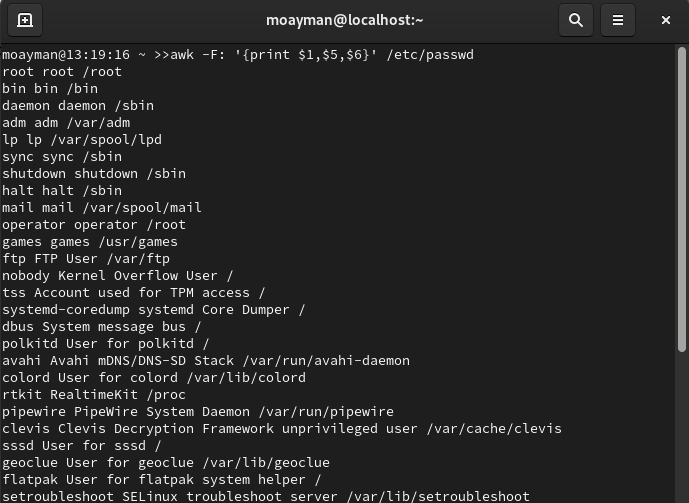 moayman@localhost:~
moayman@13:19:16 ~ >>awk -F: '{print $1,$5,$6}' /etc/passwd
root root /root
bin bin /bin
daemon daemon /sbin
adm adm /var/adm
lp lp /var/spool/lpd
sync sync /sbin
shutdown shutdown /sbin
halt halt /sbin
mail mail /var/spool/mail
operator operator /root
games games /usr/games
ftp FTP User /var/ftp
nobody Kernel Overflow User /
tss Account used for TPM access /
systemd-coredump systemd Core Dumper /
dbus System message bus /
polkitd User for polkitd /
avahi Avahi mDNS/DNS-SD Stack /var/run/avahi-daemon
colord User for colord /var/lib/colord
rtkit RealtimeKit /proc
pipewire PipeWire System Daemon /var/run/pipewire
clevis Clevis Decryption Framework unprivileged user /var/cache/clevis
sssd User for sssd /
geoclue User for geoclue /var/lib/geoclue
flatpak User for flatpak system helper /
setroubleshoot SELinux troubleshoot server /var/lib/setroubleshoot